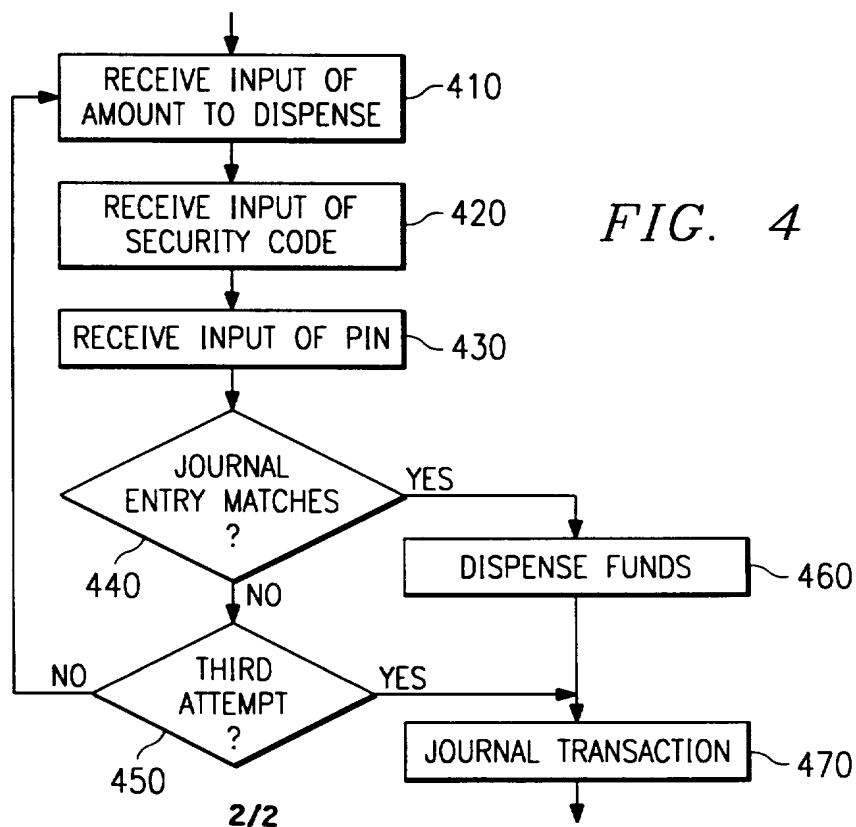 RECEIVE INPUT OF
AMOUNT TO DISPENSE
410
RECEIVE INPUT OF
SECURITY CODE
420
FIG. 4
RECEIVE INPUT OF PIN
430
JOURNAL
ENTRY MATCHES
?
YES
440
NO
DISPENSE FUNDS
460
NO
THIRD
ATTEMPT
?
YES
450
JOURNAL TRANSACTION
470
2/2